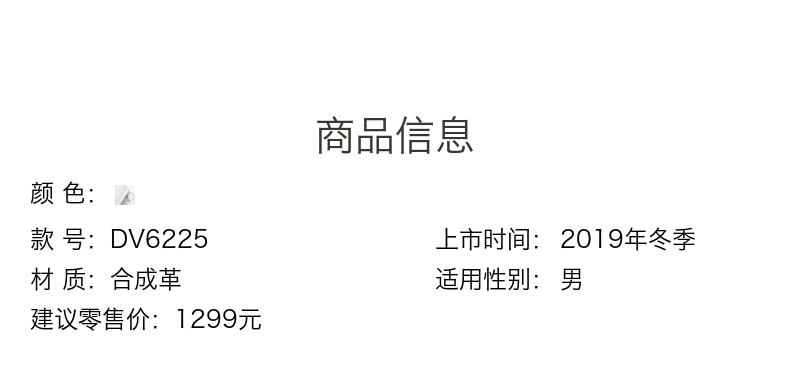 商品信息
颜 色：
款 号：DV6225 上市时间： 2019年冬季
材 质：合成革 适用性别： 男
建议零售价：1299元